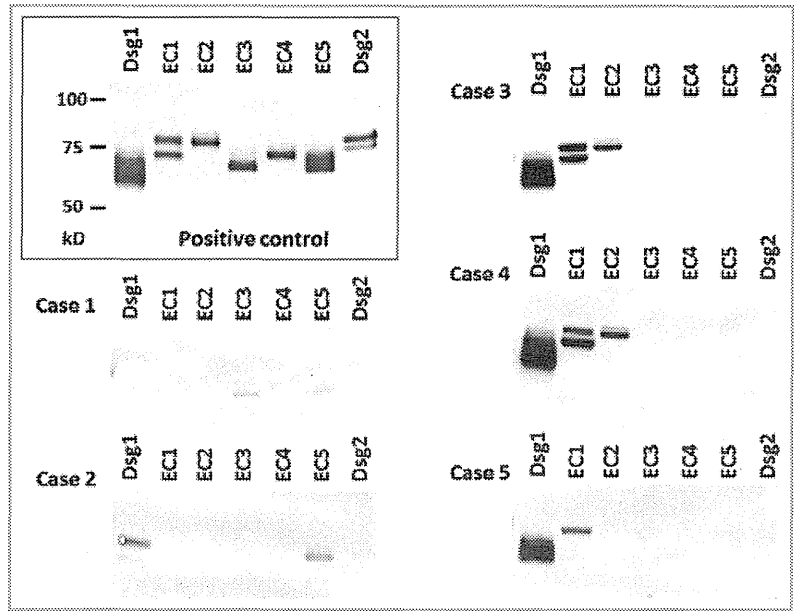 Dsg1 EC1 EC2 EC3 EC4 EC5 Dsg2
100
75
50
kD Positive control
Case 1 Dsg1 EC1 EC2 EC3 EC4 EC5 Dsg2
Case 2 Dsg1 EC1 EC2 EC3 EC4 EC5 Dsg2
Case 3 Dsg1 EC1 EC2 EC3 EC4 EC5 Dsg2
Case 4 Dsg1 EC1 EC2 EC3 EC4 EC5 Dsg2
Case 5 Dsg1 EC1 EC2 EC3 EC4 EC5 Dsg2